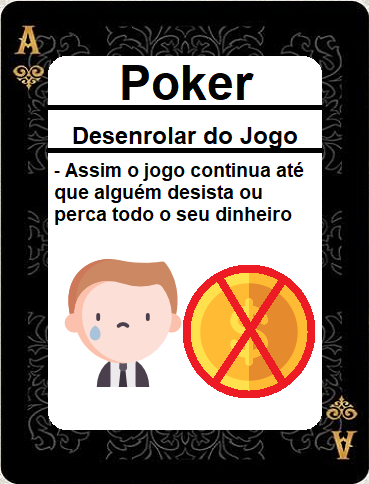 A
Poker
Desenrolar do Jogo
- Assim o jogo continua até
que alguém desista ou
perca todo o seu dinheiro
$
A